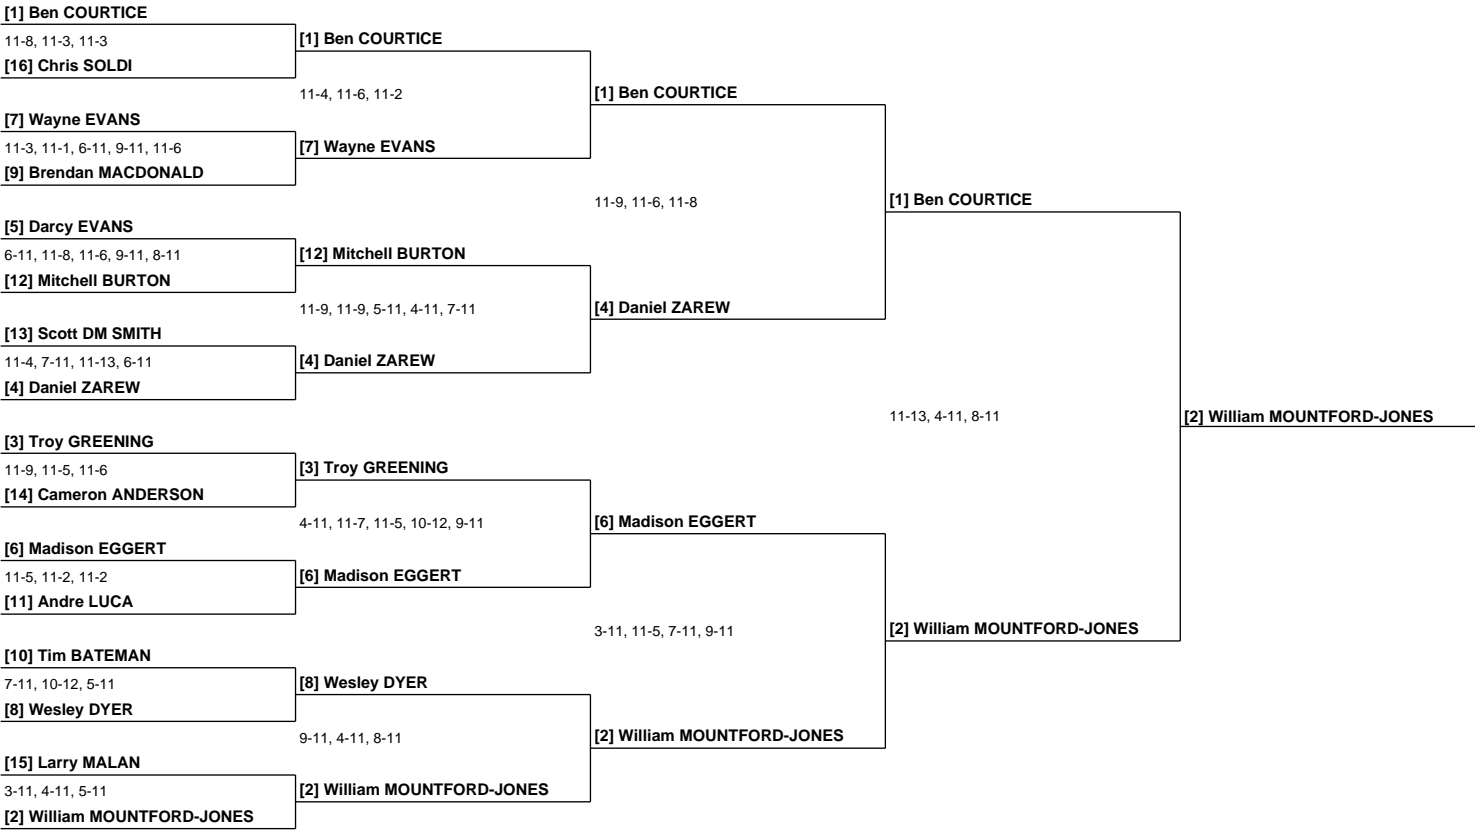 [1] Ben COURTICE
11-8, 11-3, 11-3
[16] Chris SOLDI
[7] Wayne EVANS
11-3, 11-1, 6-11, 9-11, 11-6
[9] Brendan MACDONALD
[5] Darcy EVANS
6-11, 11-8, 11-6, 9-11, 8-11
[12] Mitchell BURTON
[13] Scott DM SMITH
11-4, 7-11, 11-13, 6-11
[4] Daniel ZAREW
[3] Troy GREENING
11-9, 11-5, 11-6
[14] Cameron ANDERSON
[6] Madison EGGERT
11-5, 11-2, 11-2
[11] Andre LUCA
[10] Tim BATEMAN
7-11, 10-12, 5-11
[8] Wesley DYER
[15] Larry MALAN
3-11, 4-11, 5-11
[2] William MOUNTFORD-JONES
[1] Ben COURTICE
11-4, 11-6, 11-2
[7] Wayne EVANS
[12] Mitchell BURTON
11-9, 11-9, 5-11, 4-11, 7-11
[4] Daniel ZAREW
[3] Troy GREENING
4-11, 11-7, 11-5, 10-12, 9-11
[6] Madison EGGERT
[8] Wesley DYER
9-11, 4-11, 8-11
[2] William MOUNTFORD-JONES
[1] Ben COURTICE
11-9, 11-6, 11-8
[4] Daniel ZAREW
[6] Madison EGGERT
3-11, 11-5, 7-11, 9-11
[2] William MOUNTFORD-JONES
[1] Ben COURTICE
11-13, 4-11, 8-11
[2] William MOUNTFORD-JONES
[2] William MOUNTFORD-JONES